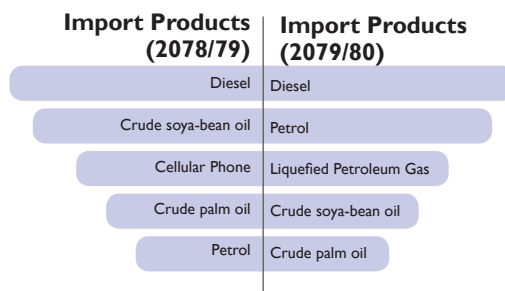 Import Products
(2078/79)
Diesel
Crude soya-bean oil
Cellular Phone
Crude palm oil
Petrol
Import Products
(2079/80)
Diesel
Petrol
Liquefied Petroleum Gas
Crude soya-bean oil
Crude palm oil